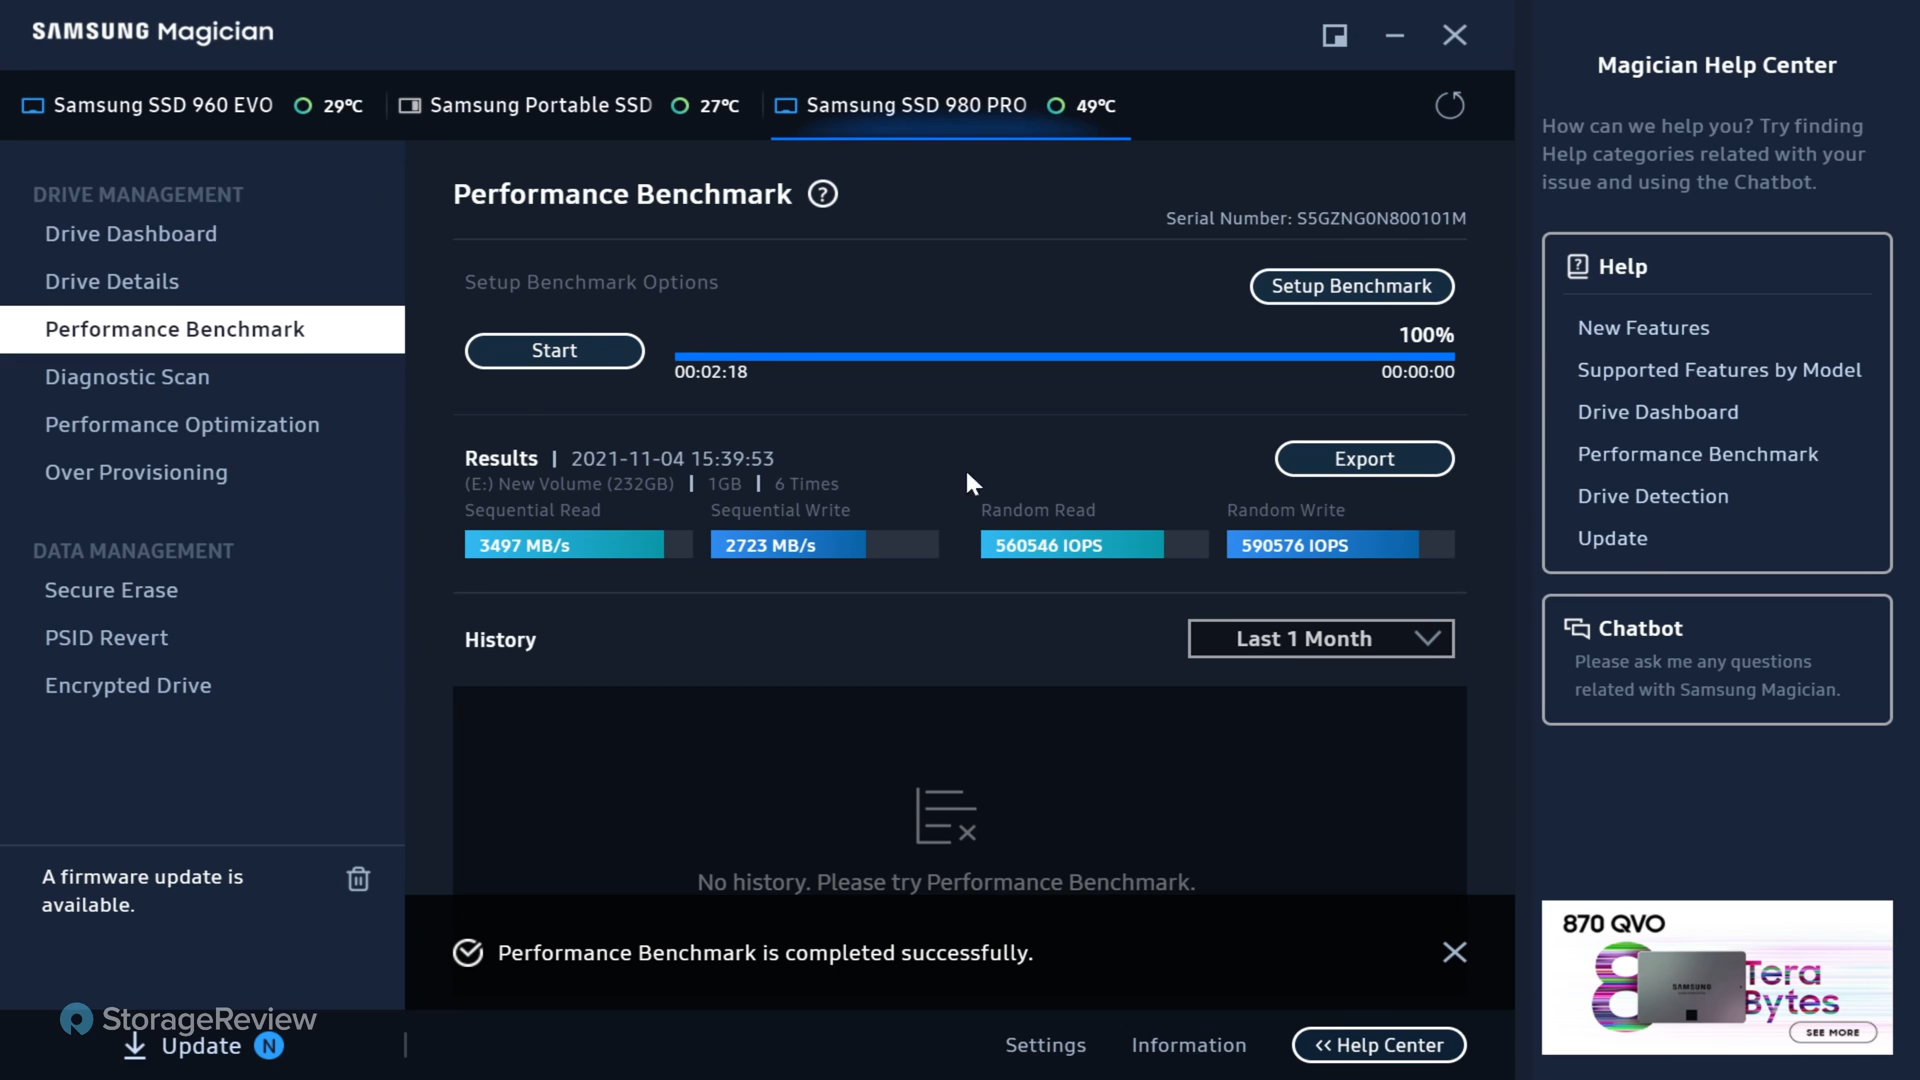 SAMSUNG Magician
Samsung SSD 960 EVO 29℃ Samsung Portable SSD 27℃ Samsung SSD 980 PRO 49℃
DRIVE MANAGEMENT
Drive Dashboard
Drive Details
Performance Benchmark
Diagnostic Scan
Performance Optimization
Over Provisioning
DATA MANAGEMENT
Secure Erase
PSID Revert
Encrypted Drive
A firmware update is
available.
StorageReview
Update N
Performance Benchmark ?
Serial Number: S5GZNG0N800101M
Setup Benchmark Options
Setup Benchmark
Start
100%
00:02:18 00:00:00
Results | 2021-11-04 15:39:53
Export
(E:) New Volume (232GB) | 1GB | 6 Times
Sequential Read Sequential Write Random Read Random Write
3497 MB/s 2723 MB/s 560546 IOPS 590576 IOPS
History
Last 1 Month
No history. Please try Performance Benchmark.
Performance Benchmark is completed successfully.
Settings Information << Help Center
Magician Help Center
How can we help you? Try finding
Help categories related with your
issue and using the Chatbot.
? Help
New Features
Supported Features by Model
Drive Dashboard
Performance Benchmark
Drive Detection
Update
Chatbot
Please ask me any questions
related with Samsung Magician.
870 QVO
8 Tera
Bytes
SAMSUNG
SEE MORE